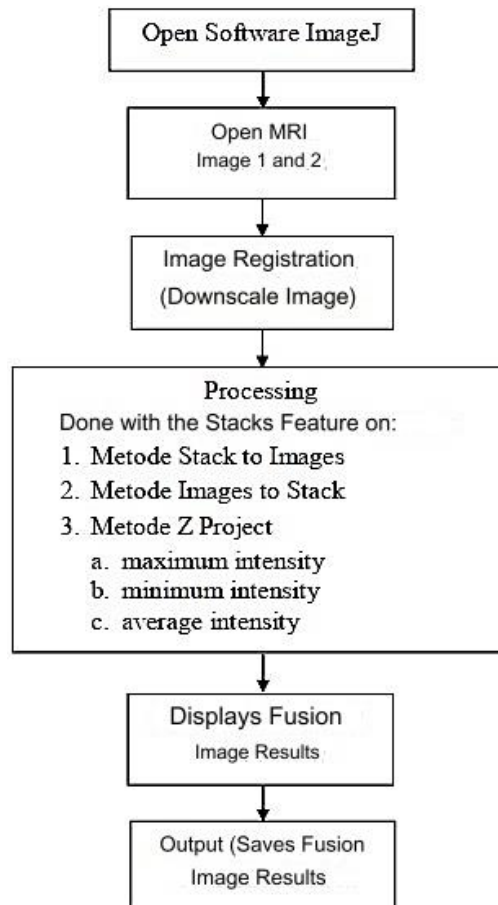 Open Software ImageJ
Open MRI
Image 1 and 2
Image Registration
(Downscale Image)
Processing
Done with the Stacks Feature on:
1. Metode Stack to Images
2. Metode Images to Stack
3. Metode Z Project
a. maximum intensity
b. minimum intensity
c. average intensity
Displays Fusion
Image Results
Output (Saves Fusion
Image Results